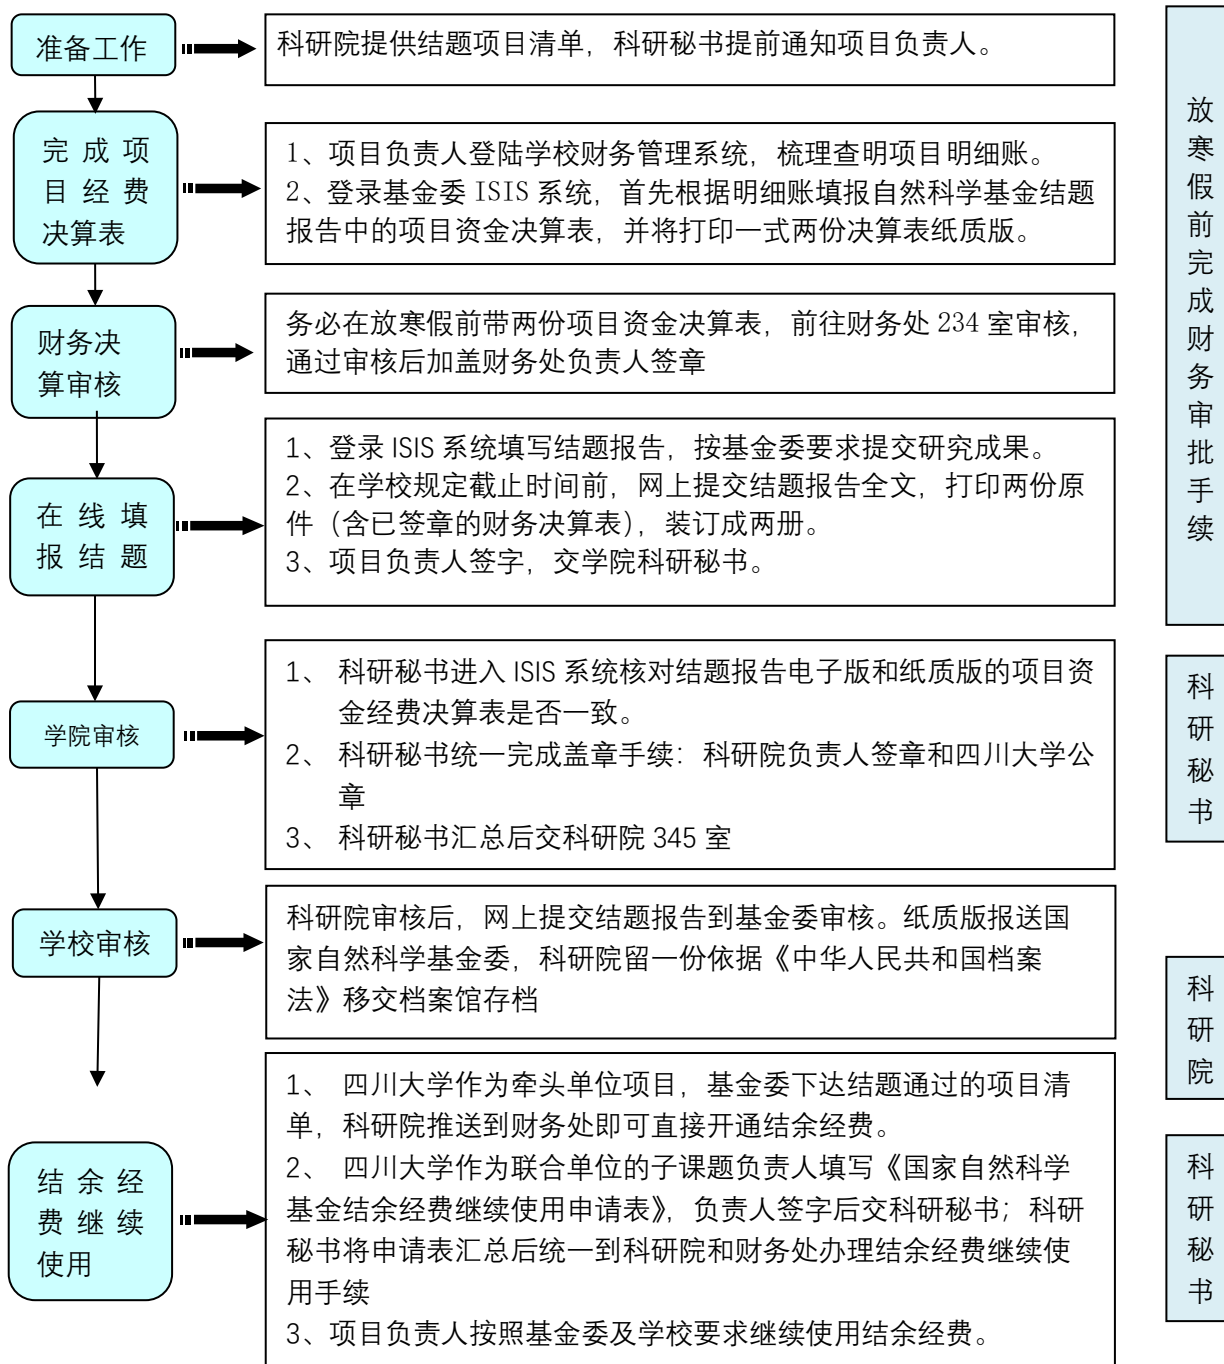 准备工作
科研院提供结题项目清单，科研秘书提前通知项目负责人。
完成项
目经费
决算表
1、项目负责人登陆学校财务管理系统，梳理查明项目明细账。
2、登录基金委 ISIS 系统，首先根据明细账填报自然科学基金结题
报告中的项目资金决算表，并将打印一式两份决算表纸质版。
财务决
算审核
务必在放寒假前带两份项目资金决算表，前往财务处 234 室审核，
通过审核后加盖财务处负责人签章
在线填
报结题
1、登录 ISIS 系统填写结题报告，按基金委要求提交研究成果。
2、在学校规定截止时间前，网上提交结题报告全文，打印两份原
件（含已签章的财务决算表），装订成两册。
3、项目负责人签字，交学院科研秘书。
放寒假前完成财务审批手续
学院审核
1、 科研秘书进入 ISIS 系统核对结题报告电子版和纸质版的项目资
金经费决算表是否一致。
2、 科研秘书统一完成盖章手续：科研院负责人签章和四川大学公
章
3、 科研秘书汇总后交科研院 345 室
科研秘书
学校审核
科研院审核后，网上提交结题报告到基金委审核。纸质版报送国
家自然科学基金委，科研院留一份依据《中华人民共和国档案
法》移交档案馆存档
科研院
结余经
费继续
使用
1、 四川大学作为牵头单位项目，基金委下达结题通过的项目清
单，科研院推送到财务处即可直接开通结余经费。
2、 四川大学作为联合单位的子课题负责人填写《国家自然科学
基金结余经费继续使用申请表》，负责人签字后交科研秘书；科研
秘书将申请表汇总后统一到科研院和财务处办理结余经费继续使
用手续
3、项目负责人按照基金委及学校要求继续使用结余经费。
科研秘书